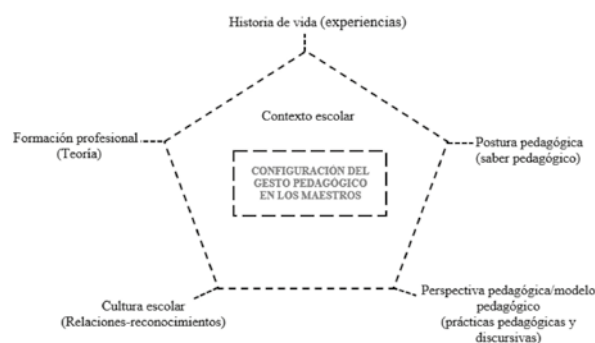 Historia de vida (experiencias)
Contexto escolar
Formación profesional
(Teoría)
Postura pedagógica
(saber pedagógico)
CONFIGURACIÓN DEL
GESTO PEDAGÓGICO
EN LOS MAESTROS
Cultura escolar
(Relaciones-reconocimientos)
Perspectiva pedagógica/modelo
pedagógico
(prácticas pedagógicas y
discursivas)